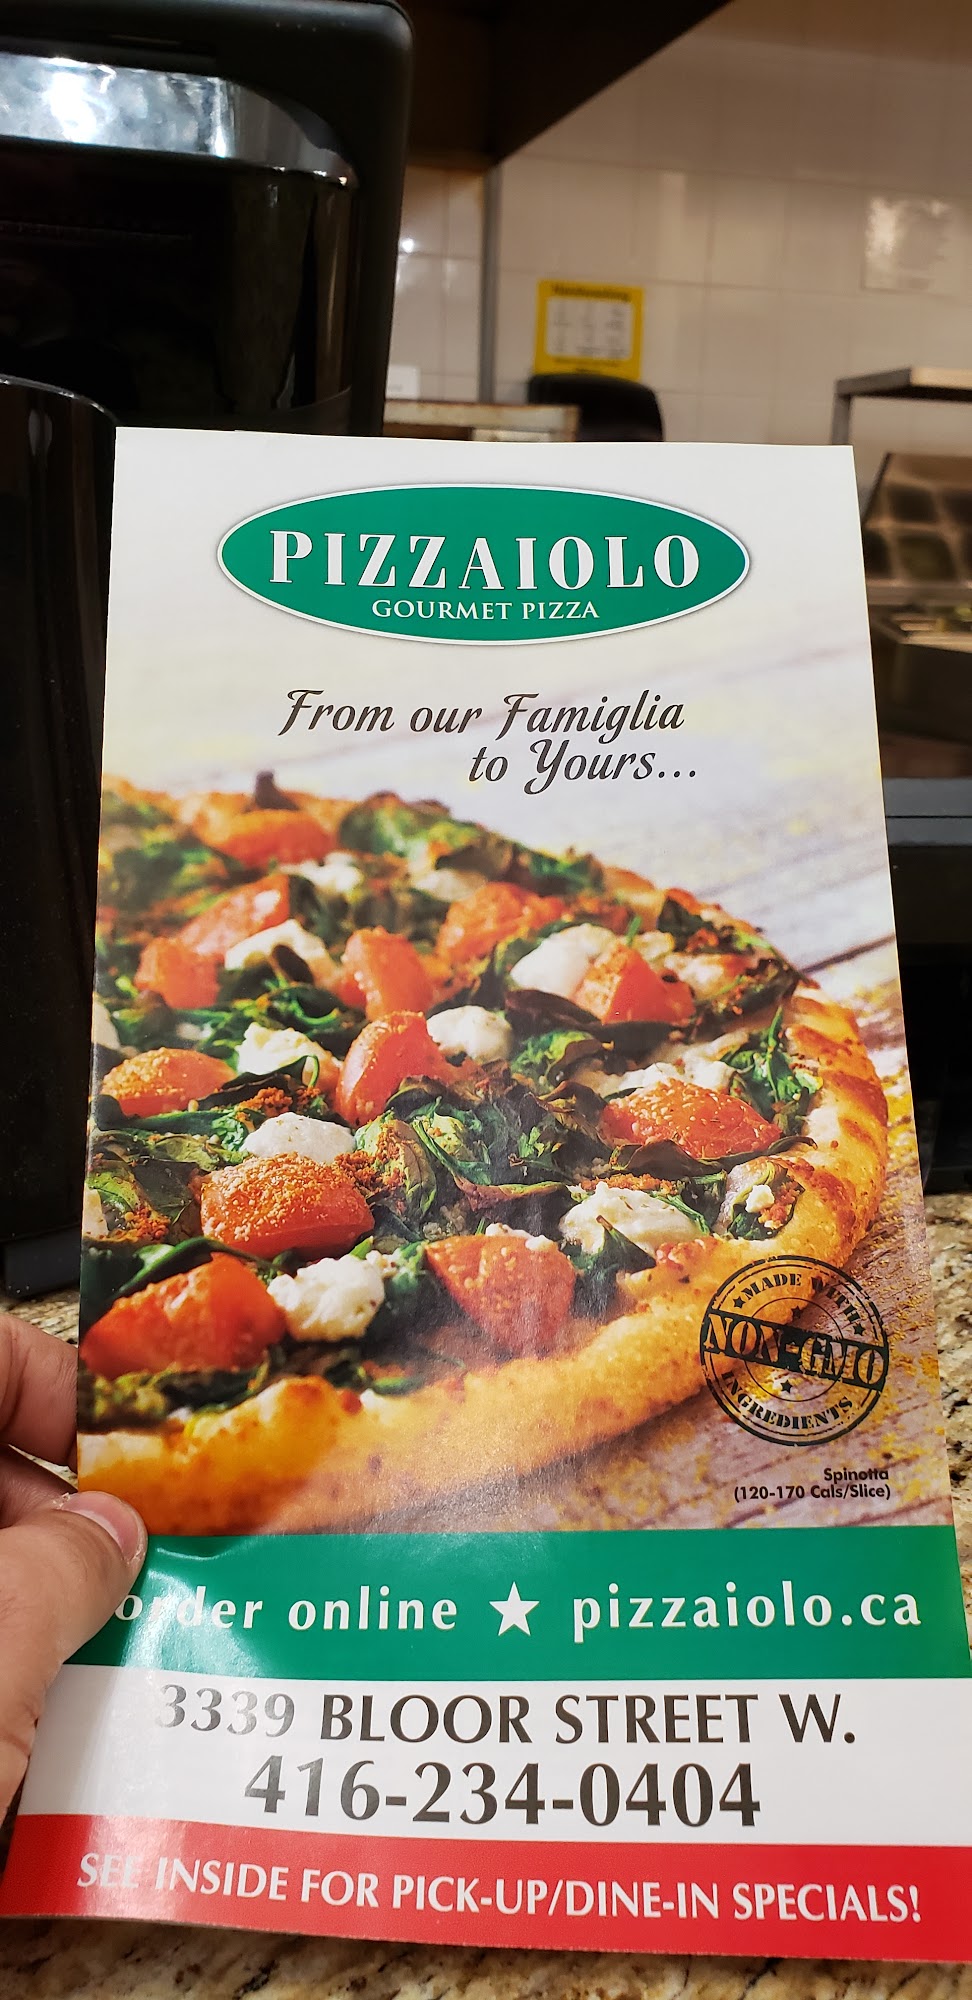 PIZZAIOLO
GOURMET PIZZA
From our Famiglia
to Yours...
MADE WITH
NON-GMO
INGREDIENTS
Spinotta
(120-170 Cals/Slice)
order online ★ pizzaiolo.ca
3339 BLOOR STREET W.
416-234-0404
SEE INSIDE FOR PICK-UP/DINE-IN SPECIALS!